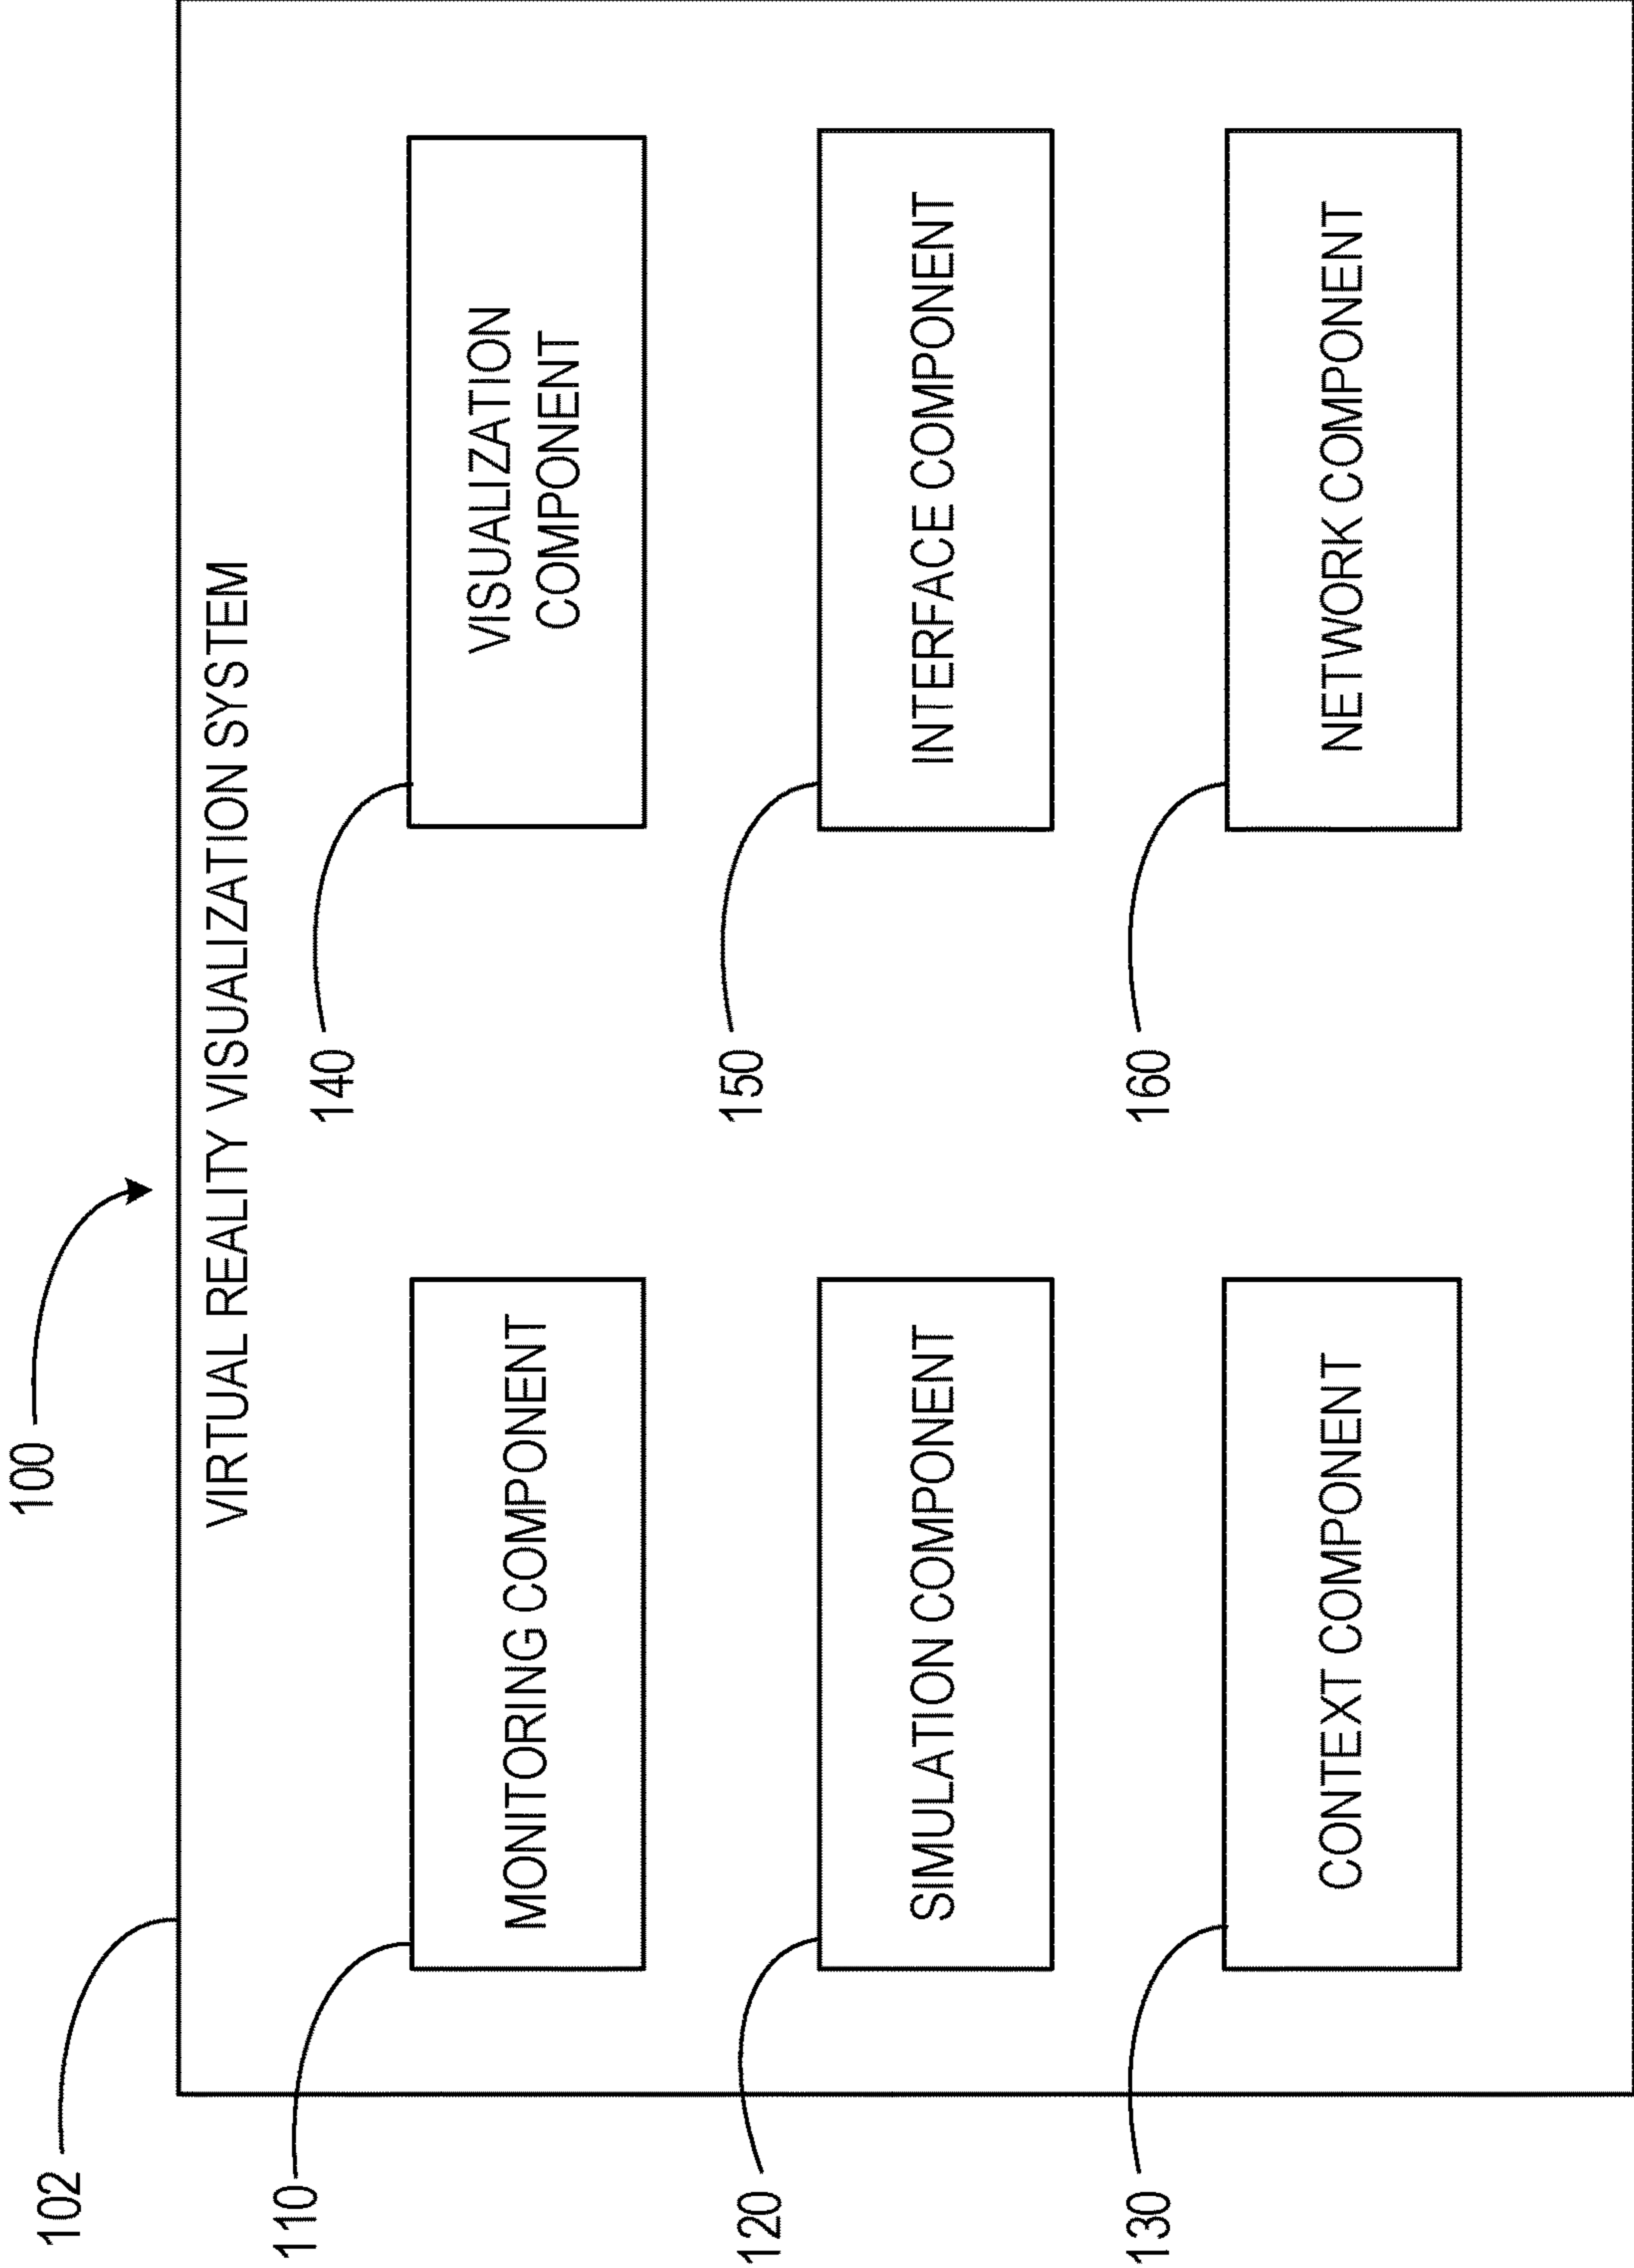 100
102
VIRTUAL REALITY VISUALIZATION SYSTEM
110
MONITORING COMPONENT
140
VISUALIZATION
COMPONENT
120
SIMULATION COMPONENT
150
INTERFACE COMPONENT
130
CONTEXT COMPONENT
160
NETWORK COMPONENT